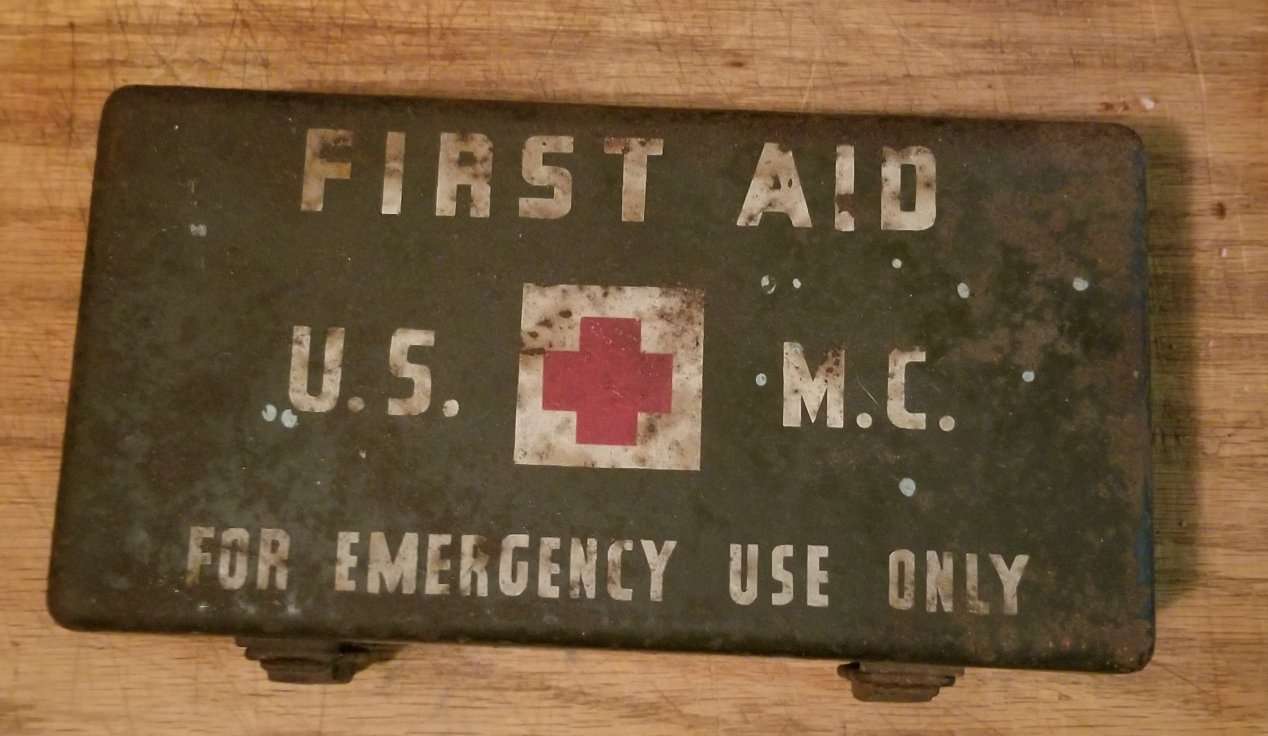 FIRST AID
U.S. M.C.
FOR EMERGENCY USE ONLY